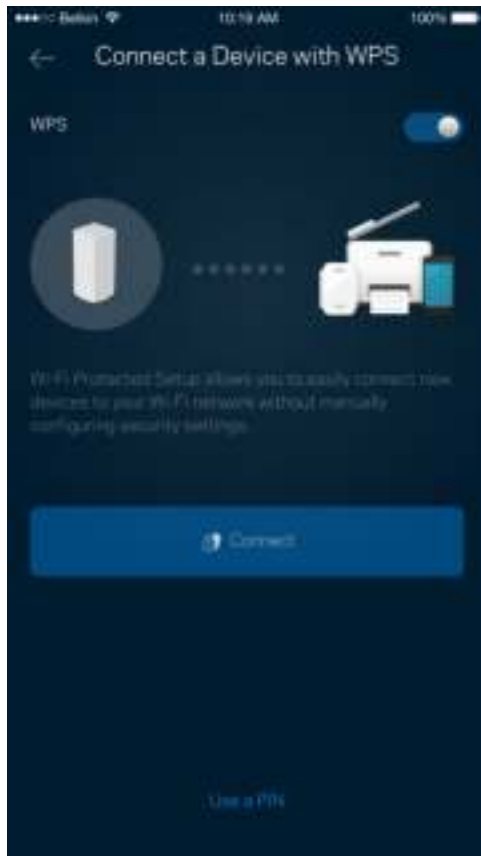 Belkin 10:19 AM 100%
Connect a Device with WPS
WPS
Wi-Fi Protected Setup allows you to easily connect new
devices to your Wi-Fi network without manually
configuring security settings.
Connect
Use a PIN